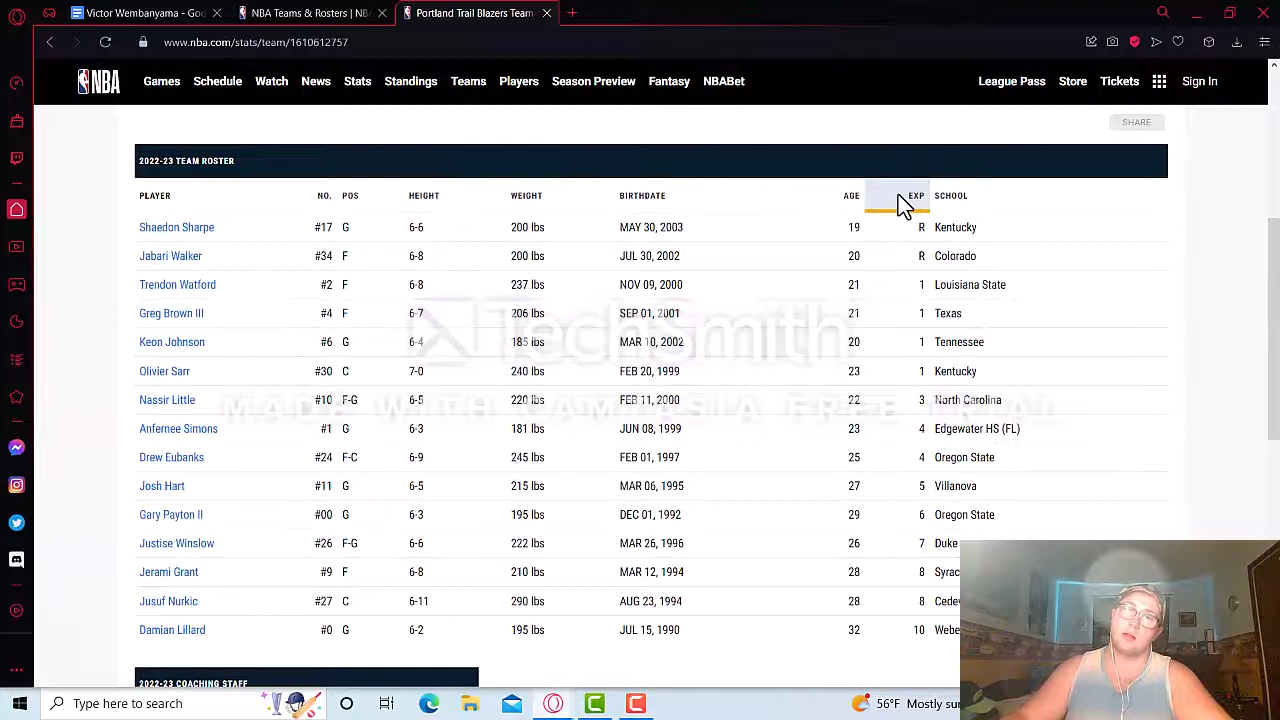 Victor Wembanyama - Goo
NBA Teams & Rosters | NBA
Portland Trail Blazers Team
www.nba.com/stats/team/1610612757
NBA Games Schedule Watch News Stats Standings Teams Players Season Preview Fantasy NBABet League Pass Store Tickets Sign In
SHARE
2022-23 TEAM ROSTER
PLAYER NO. POS HEIGHT WEIGHT BIRTHDATE AGE EXP SCHOOL
Shaedon Sharpe #17 G 6-6 200 lbs MAY 30, 2003 19 R Kentucky
Jabari Walker #34 F 6-8 200 lbs JUL 30, 2002 20 R Colorado
Trendon Watford #2 F 6-8 237 lbs NOV 09, 2000 21 1 Louisiana State
Greg Brown III #4 F 6-7 206 lbs SEP 01, 2001 21 1 Texas
Keon Johnson #6 G 6-4 185 lbs MAR 10, 2002 20 1 Tennessee
Olivier Sarr #30 C 7-0 240 lbs FEB 20, 1999 23 1 Kentucky
Nassir Little #10 F-G 6-5 220 lbs FEB 11, 2000 22 3 North Carolina
Anfernee Simons #1 G 6-3 181 lbs JUN 08, 1999 23 4 Edgewater HS (FL)
Drew Eubanks #24 F-C 6-9 245 lbs FEB 01, 1997 25 4 Oregon State
Josh Hart #11 G 6-5 215 lbs MAR 06, 1995 27 5 Villanova
Gary Payton II #00 G 6-3 195 lbs DEC 01, 1992 29 6 Oregon State
Justise Winslow #26 F-G 6-6 222 lbs MAR 26, 1996 26 7 Duke
Jerami Grant #9 F 6-8 210 lbs MAR 12, 1994 28 8 Syrac
Jusuf Nurkic #27 C 6-11 290 lbs AUG 23, 1994 28 8 Cedev
Damian Lillard #0 G 6-2 195 lbs JUL 15, 1990 32 10 Webe
TechSmith
MADE WITH CAMTASIA FREE TRIAL
2022-23 COACHING STAFF
Type here to search
56°F Mostly sun